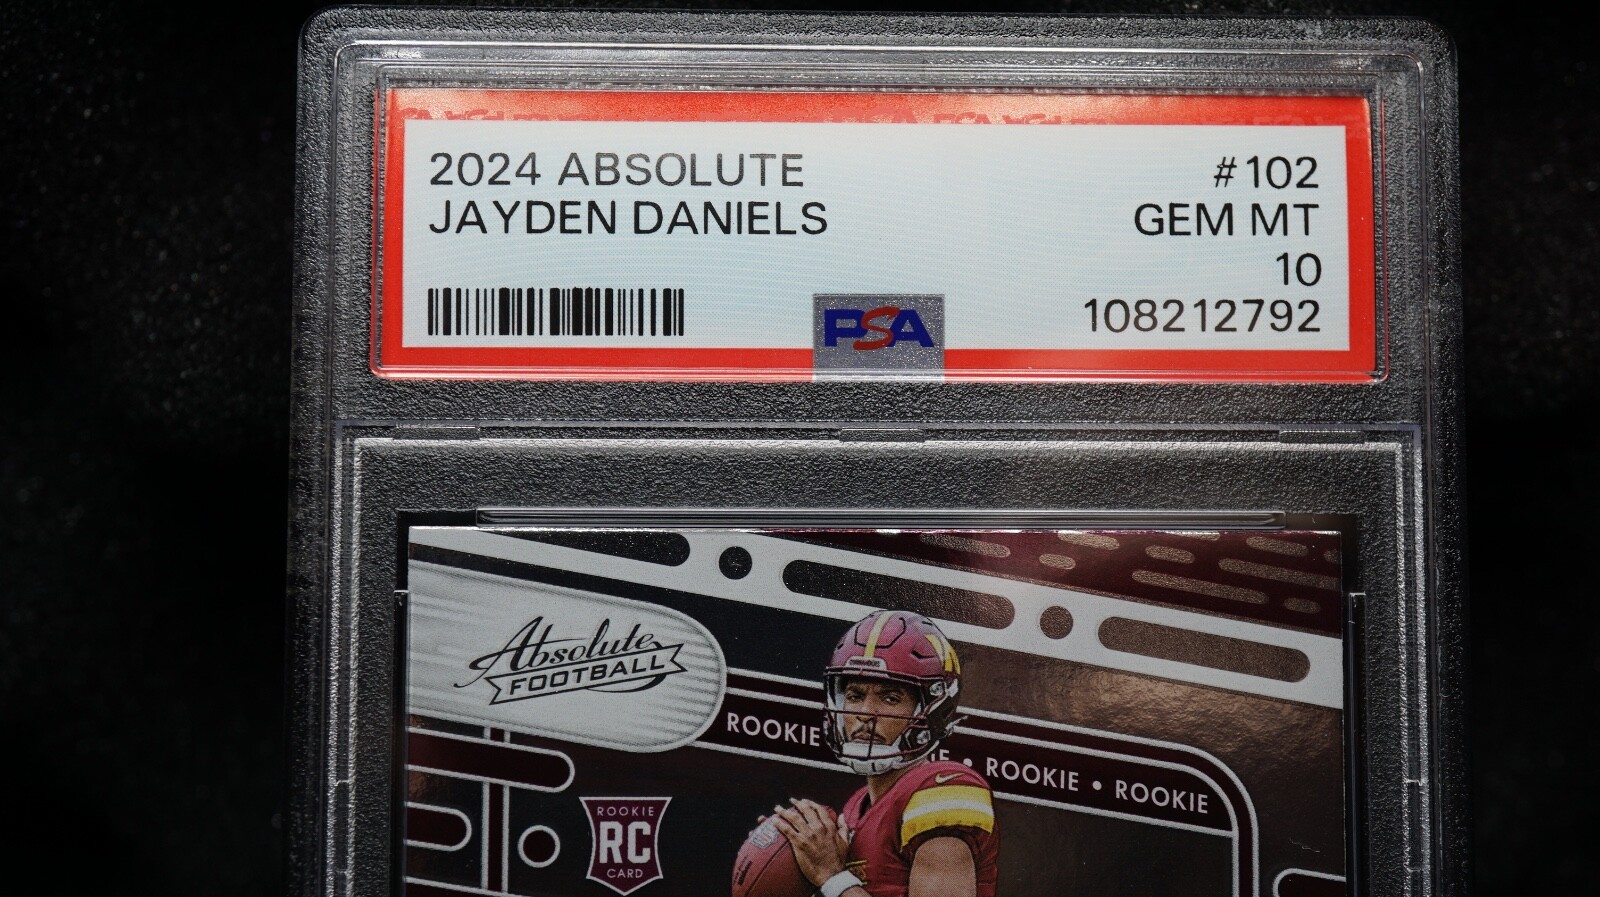 2024 ABSOLUTE #102
JAYDEN DANIELS GEM MT
10
PSA 108212792
Absolute
FOOTBALL
ROOKIE • ROOKIE • ROOKIE
ROOKIE
RC
CARD